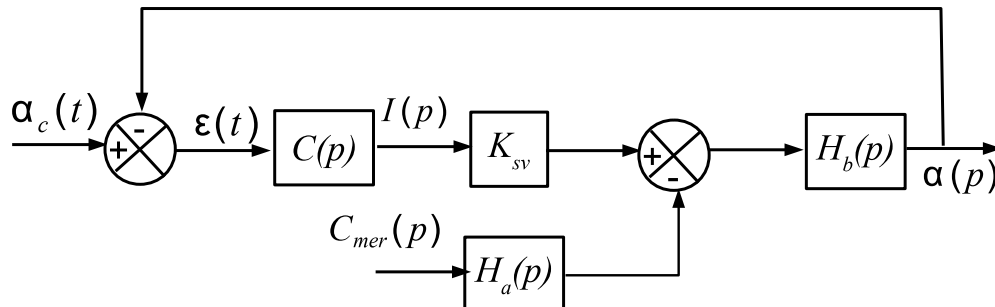 α_c(t)
+
-
ε(t)
C(p)
I(p)
K_sv
+
-
H_b(p)
α(p)
C_mer(p)
H_a(p)